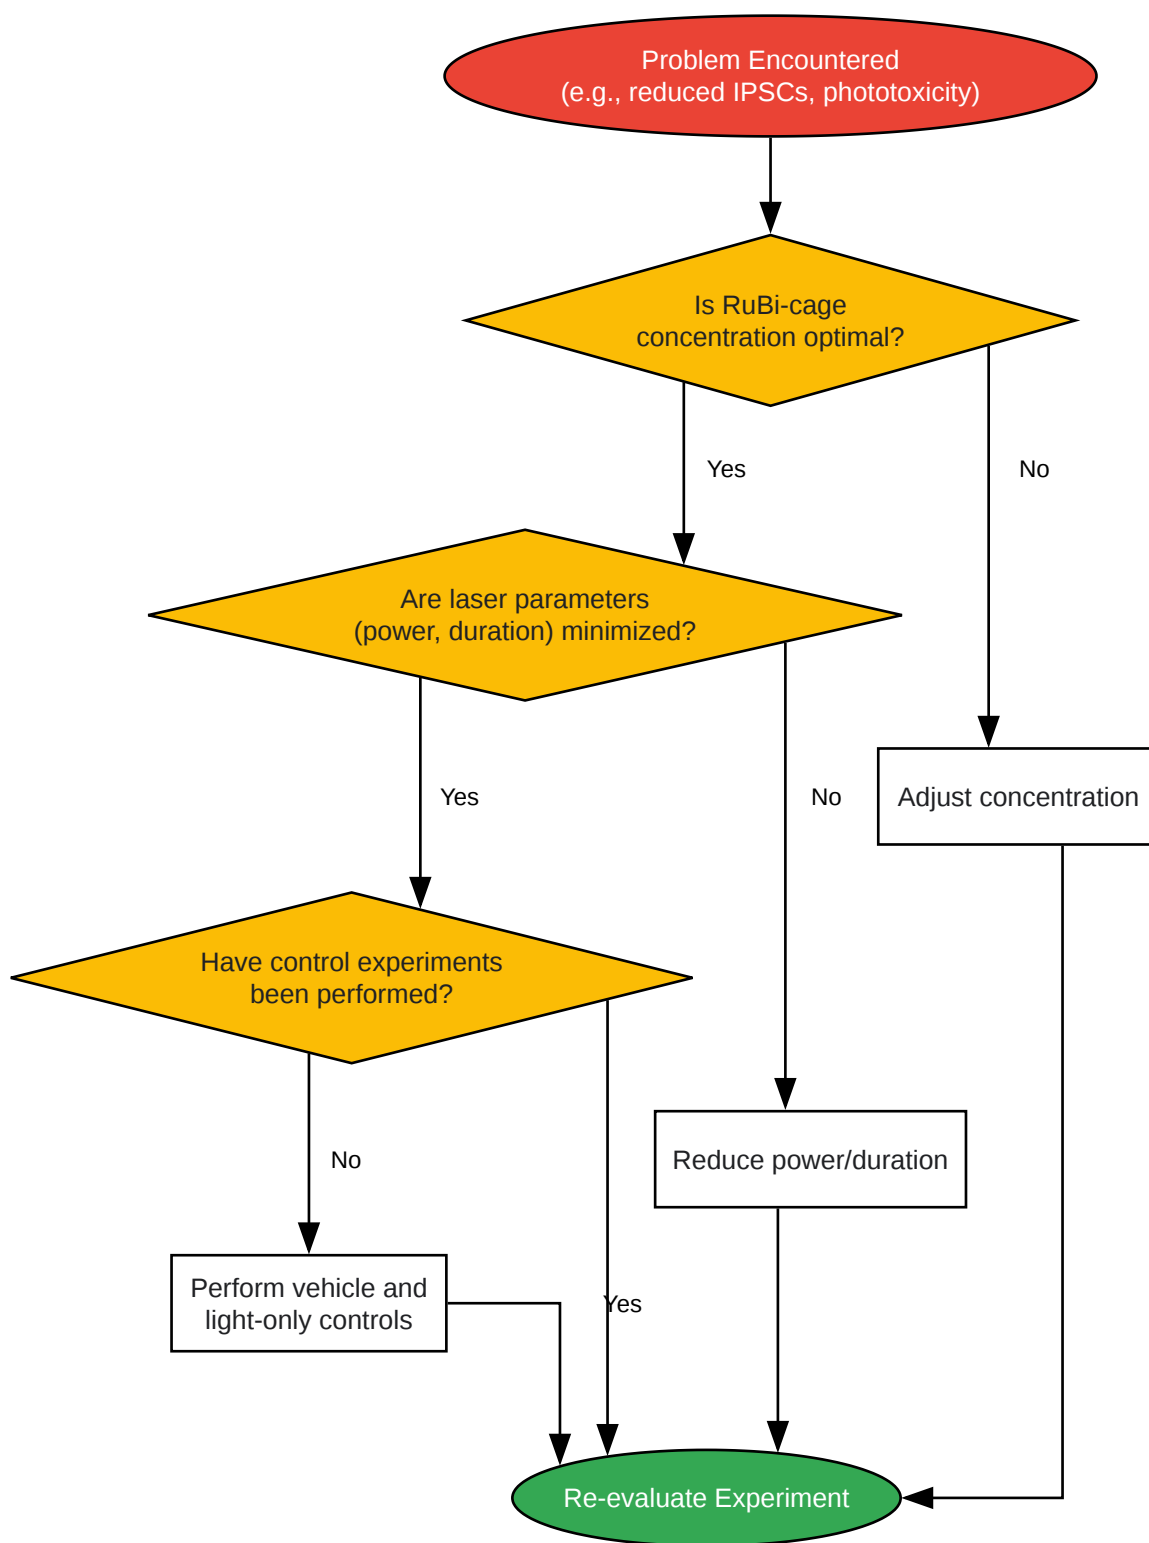 Problem Encountered
(e.g., reduced IPSCs, phototoxicity)
Is RuBi-cage
concentration optimal?
Yes
No
Are laser parameters
(power, duration) minimized?
Yes
No
Adjust concentration
Have control experiments
been performed?
No
Reduce power/duration
Perform vehicle and
light-only controls
Yes
Re-evaluate Experiment